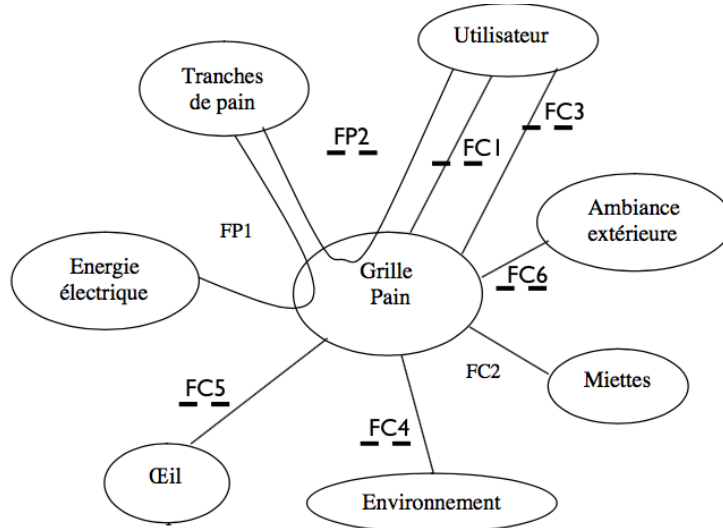 Utilisateur
Tranches
de pain
FP2
FC1
FC3
Ambiance
extérieure
FP1
Energie
électrique
Grille
Pain
FC6
FC2
Miettes
FC5
FC4
Œil
Environnement